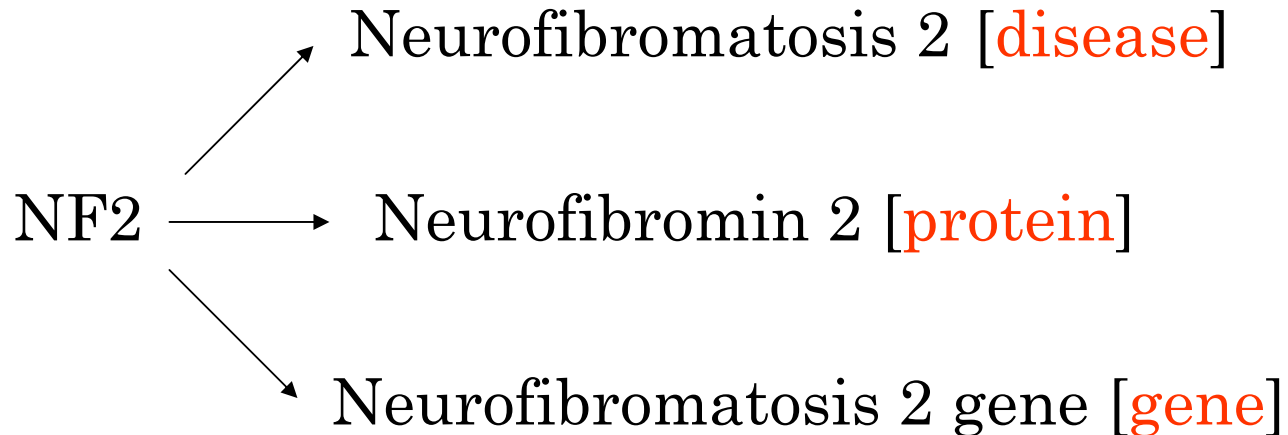 Neurofibromatosis 2 [disease]
NF2
Neurofibromin 2 [protein]
Neurofibromatosis 2 gene [gene]